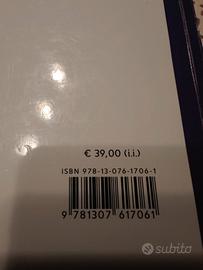 € 39,00 (i.i.)
ISBN 978-13-076-1706-1
9 781307 617061
subito